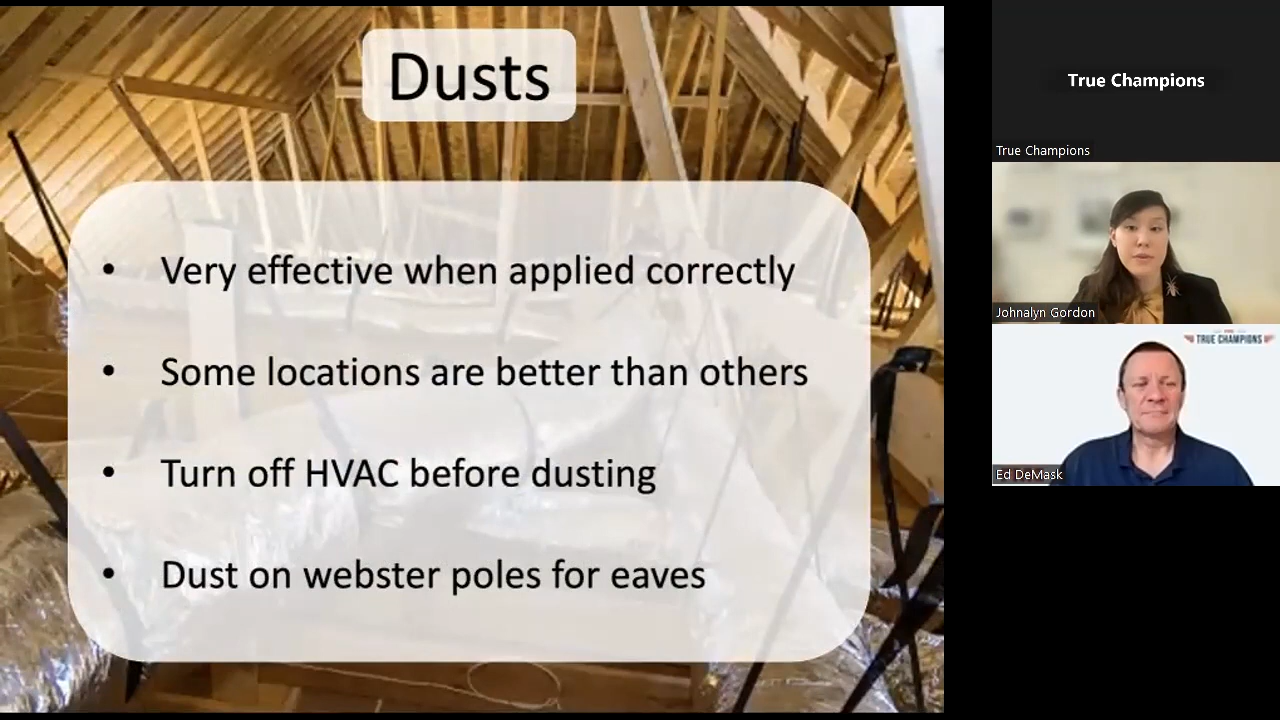 Dusts
• Very effective when applied correctly
• Some locations are better than others
• Turn off HVAC before dusting
• Dust on webster poles for eaves
True Champions
True Champions
Johnalyn Gordon
TRUE CHAMPIONS
Ed DeMask